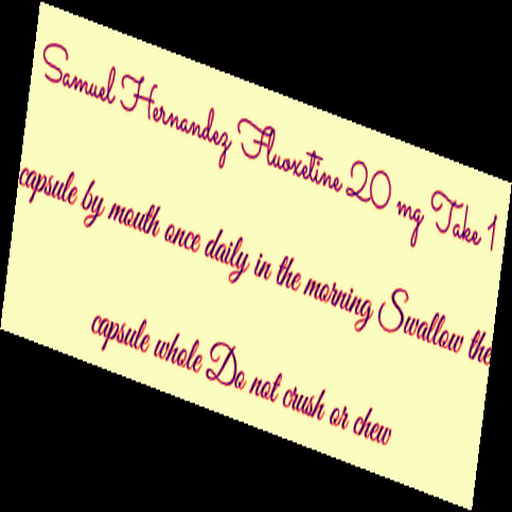 Samuel Hernandez Fluoxetine 20 mg Take 1
capsule by mouth once daily in the morning Swallow the
capsule whole Do not crush or chew